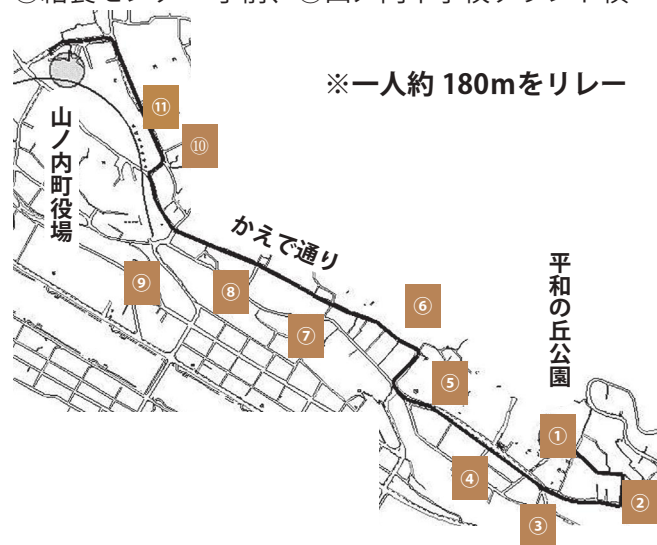 ※一人約 180mをリレー
⑪
⑩
山ノ内町役場
かえで通り
平和の丘公園
⑨
⑧
⑥
⑦
⑤
①
④
②
③